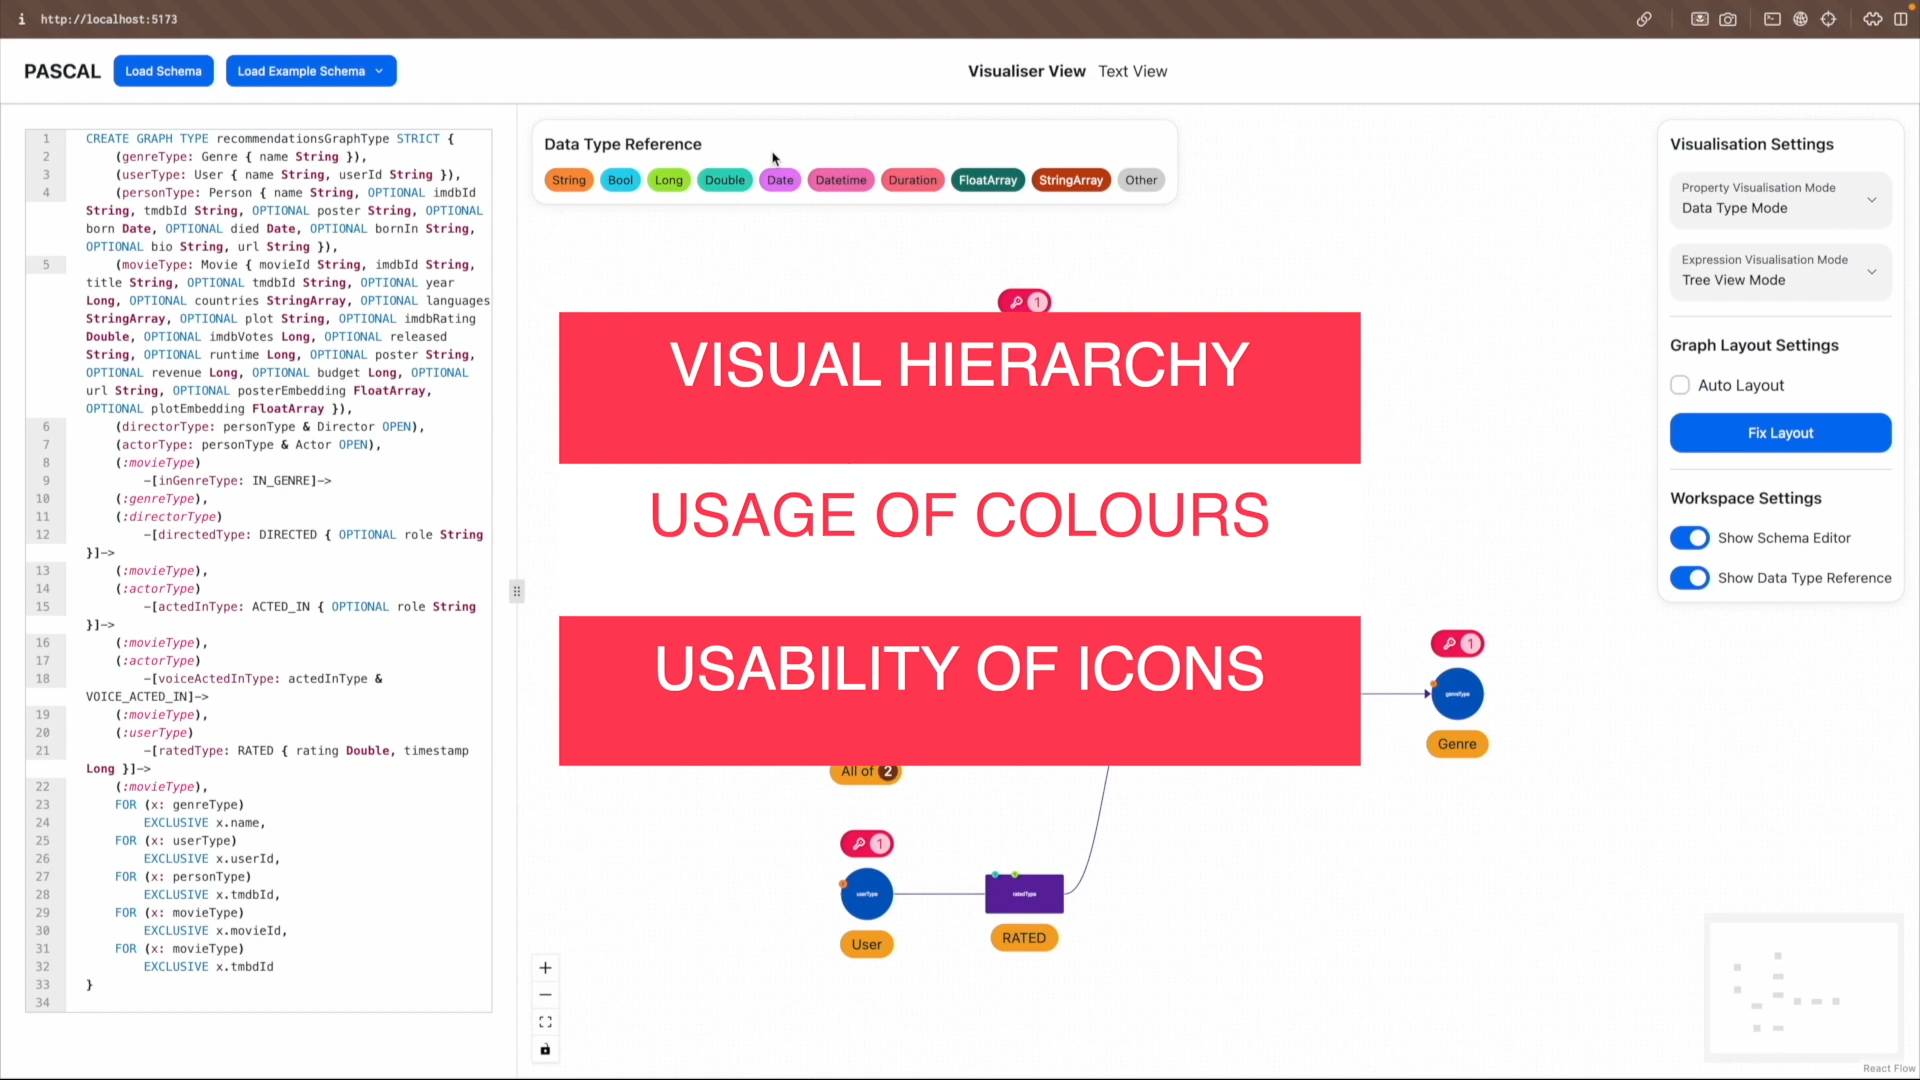 http://localhost:5173
PASCAL
Load Schema
Load Example Schema
Visualiser View
Text View
1 CREATE GRAPH TYPE recommendationsGraphType STRICT {
2 (genreType: Genre { name String }),
3 (userType: User { name String, userId String }),
4 (personType: Person { name String, OPTIONAL imdbId
String, tmdbId String, OPTIONAL poster String, OPTIONAL
born Date, OPTIONAL died Date, OPTIONAL bornIn String,
OPTIONAL bio String, url String }),
5 (movieType: Movie { movieId String, imdbId String,
title String, OPTIONAL tmdbId String, OPTIONAL year
Long, OPTIONAL countries StringArray, OPTIONAL languages
StringArray, OPTIONAL plot String, OPTIONAL imdbRating
Double, OPTIONAL imdbVotes Long, OPTIONAL released
String, OPTIONAL runtime Long, OPTIONAL poster String,
OPTIONAL revenue Long, OPTIONAL budget Long, OPTIONAL
url String, OPTIONAL posterEmbedding FloatArray,
OPTIONAL plotEmbedding FloatArray }),
6 (directorType: personType & Director OPEN),
7 (actorType: personType & Actor OPEN),
8 (:movieType)
9 -[inGenreType: IN_GENRE]->
10 (:genreType),
11 (:directorType)
12 -[directedType: DIRECTED { OPTIONAL role String
}]->
13 (:movieType),
14 (:actorType)
15 -[actedInType: ACTED_IN { OPTIONAL role String
}]->
16 (:movieType),
17 (:actorType)
18 -[voiceActedInType: actedInType &
VOICE_ACTED_IN]->
19 (:movieType),
20 (:userType)
21 -[ratedType: RATED { rating Double, timestamp
Long }]->
22 (:movieType),
23 FOR (x: genreType)
24 EXCLUSIVE x.name,
25 FOR (x: userType)
26 EXCLUSIVE x.userId,
27 FOR (x: personType)
28 EXCLUSIVE x.tmdbId,
29 FOR (x: movieType)
30 EXCLUSIVE x.movieId,
31 FOR (x: movieType)
32 EXCLUSIVE x.tmbdId
33 }
34
Data Type Reference
String Bool Long Double Date Datetime Duration FloatArray StringArray Other
1
VISUAL HIERARCHY
USAGE OF COLOURS
USABILITY OF ICONS
All of 2
1
userType
User
ratedType
RATED
1
genreType
Genre
Visualisation Settings
Property Visualisation Mode
Data Type Mode
Expression Visualisation Mode
Tree View Mode
Graph Layout Settings
Auto Layout
Fix Layout
Workspace Settings
Show Schema Editor
Show Data Type Reference
React Flow